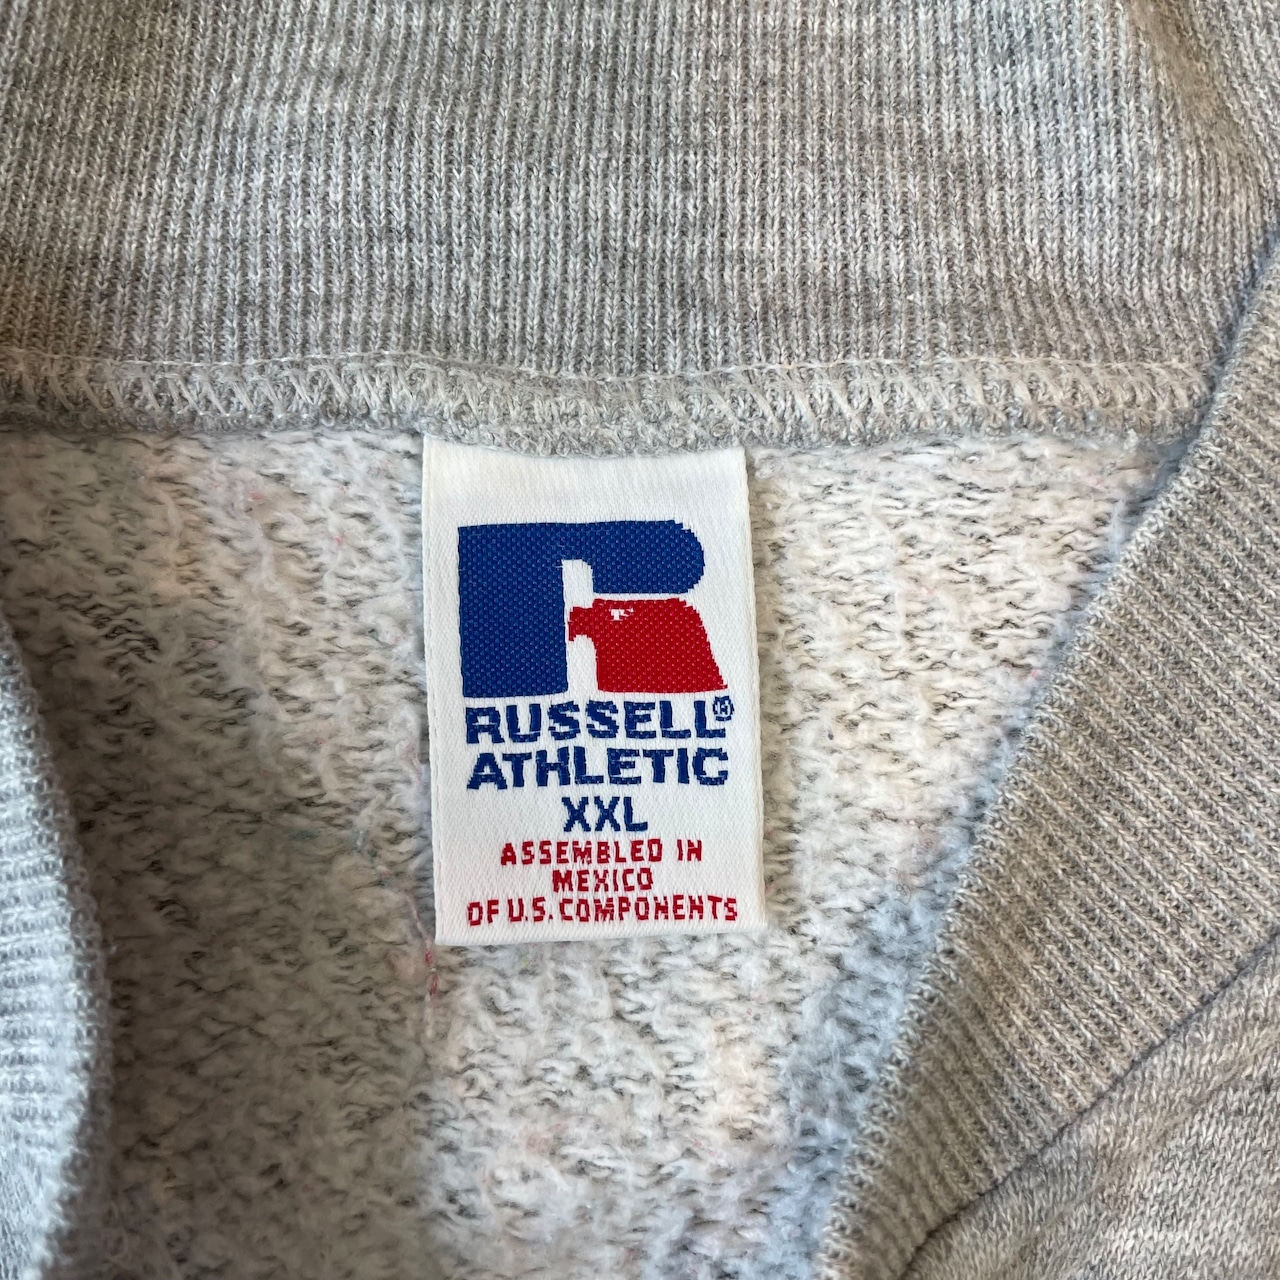 RUSSELL®
ATHLETIC
XXL
ASSEMBLED IN
MEXICO
OF U.S. COMPONENTS